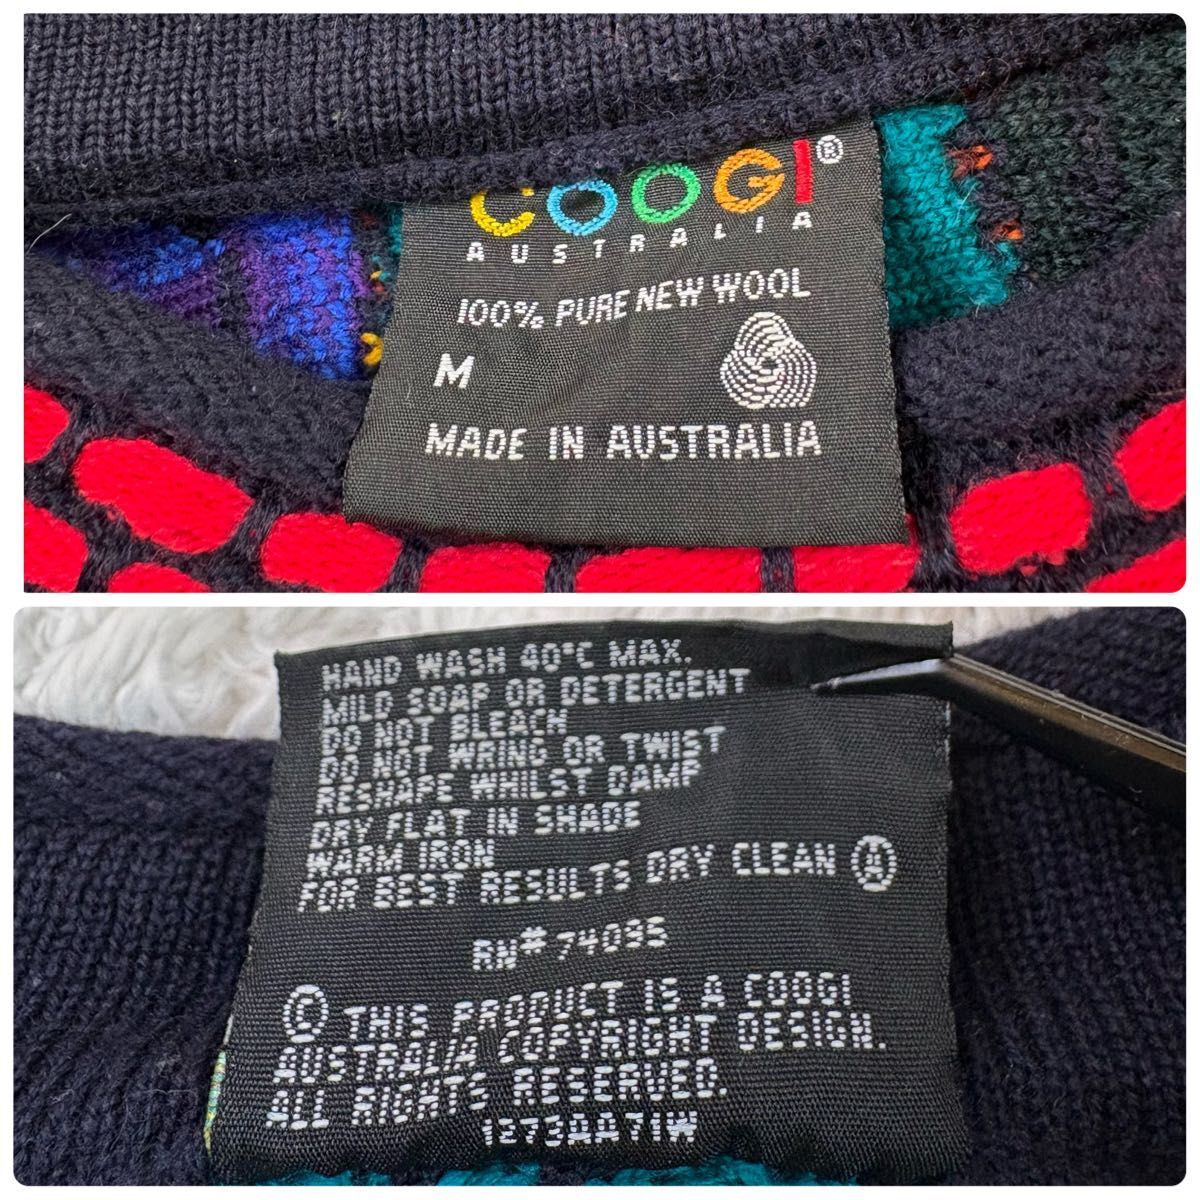 COOGI®
AUSTRALIA
100% PURE NEW WOOL
M
MADE IN AUSTRALIA
HAND WASH 40°C MAX.
MILD SOAP OR DETERGENT
DO NOT BLEACH
DO NOT WRING OR TWIST
RESHAPE WHILST DAMP
DRY FLAT IN SHADE
WARM IRON
FOR BEST RESULTS DRY CLEAN Ⓐ
RN#74095
© THIS PRODUCT IS A COOGI
AUSTRALIA COPYRIGHT DESIGN.
ALL RIGHTS RESERVED.
1273AA71W